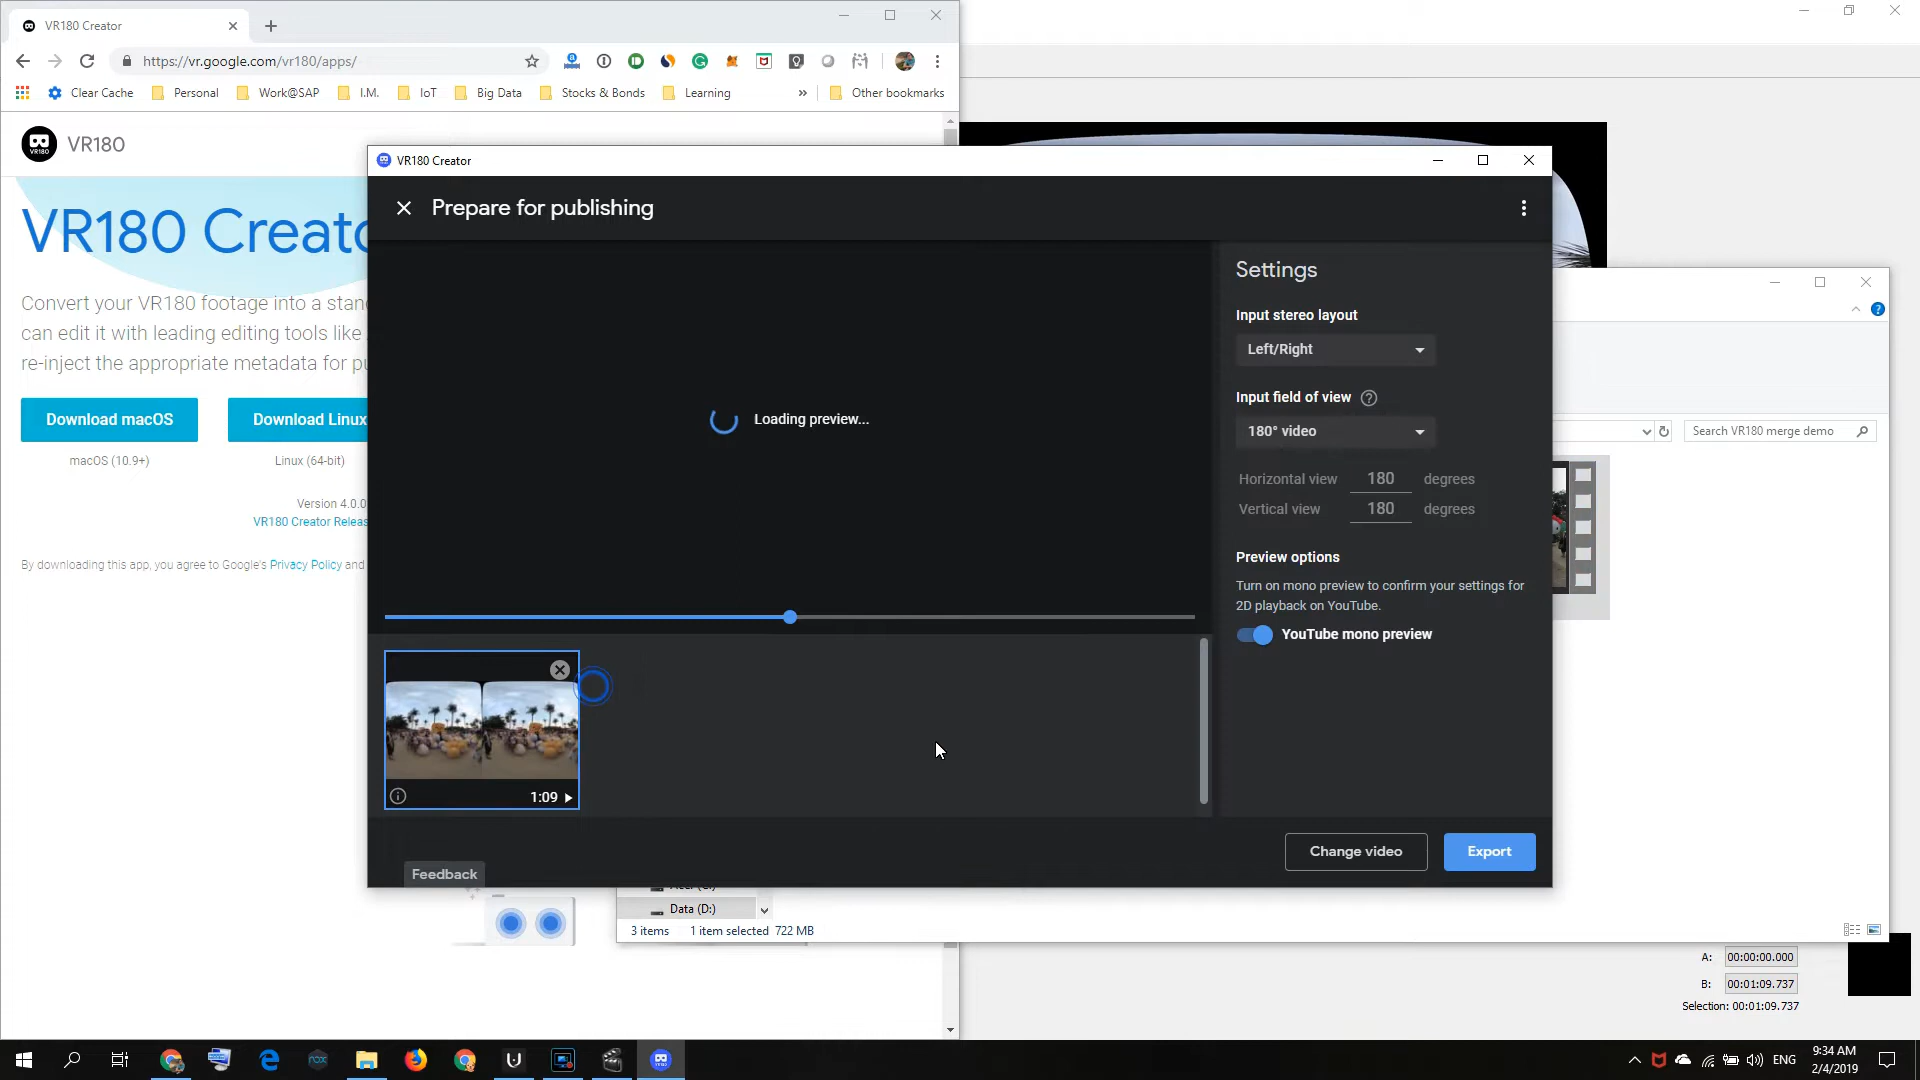 VR180 Creator
https://vr.google.com/vr180/apps/
Clear Cache
Personal
Work@SAP
I.M.
IoT
Big Data
Stocks & Bonds
Learning
»
Other bookmarks
VR180
VR180
VR180 Creato
Convert your VR180 footage into a stan
can edit it with leading editing tools like
re-inject the appropriate metadata for pu
Download macOS
Download Linux
macOS (10.9+)
Linux (64-bit)
Version 4.0.0
VR180 Creator Releas
By downloading this app, you agree to Google's Privacy Policy and
VR180 Creator
Prepare for publishing
Loading preview...
1:09
Feedback
Settings
Input stereo layout
Left/Right
Input field of view
180° video
Horizontal view 180 degrees
Vertical view 180 degrees
Preview options
Turn on mono preview to confirm your settings for
2D playback on YouTube.
YouTube mono preview
Change video
Export
Search VR180 merge demo
Data (D:)
3 items 1 item selected 722 MB
A: 00:00:00.000
B: 00:01:09.737
Selection: 00:01:09.737
ENG
9:34 AM
2/4/2019